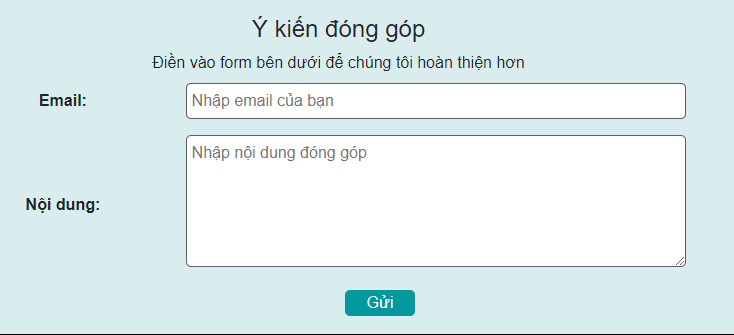 Ý kiến đóng góp
Điền vào form bên dưới để chúng tôi hoàn thiện hơn
Email:
Nhập email của bạn
Nhập nội dung đóng góp
Nội dung:
Gửi